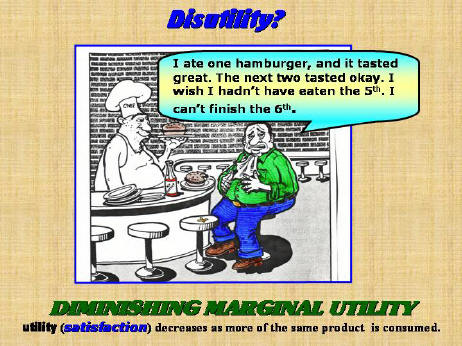 Disutility?
I ate one hamburger, and it tasted
great. The next two tasted okay. I
wish I hadn't have eaten the 5th. I
can't finish the 6th.
CHEF
DIMINISHING MARGINAL UTILITY
utility (satisfaction) decreases as more of the same product is consumed.